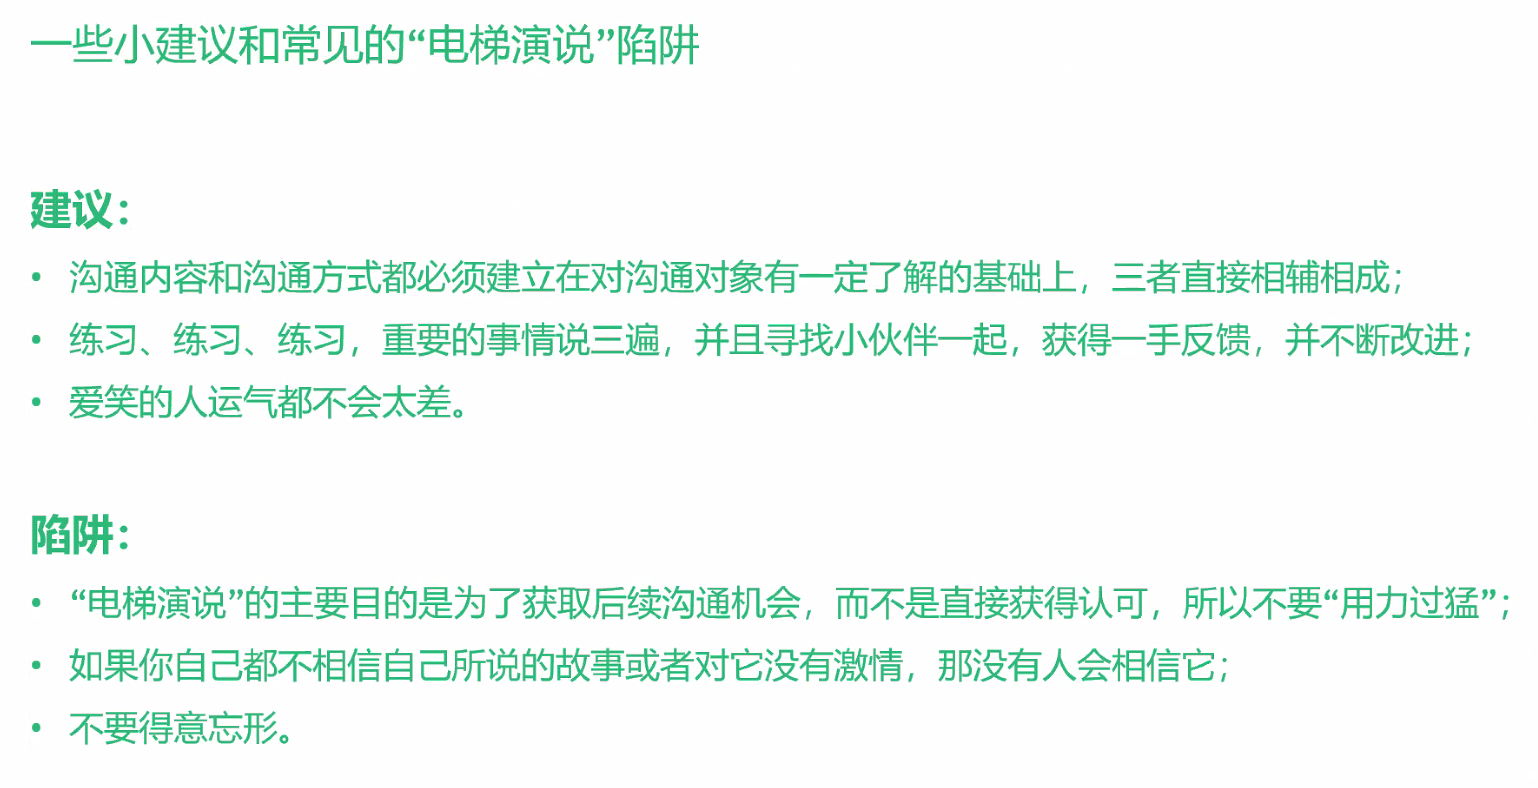 一些小建议和常见的“电梯演说”陷阱
建议：
• 沟通内容和沟通方式都必须建立在对沟通对象有一定了解的基础上，三者直接相辅相成；
• 练习、练习、练习，重要的事情说三遍，并且寻找小伙伴一起，获得一手反馈，并不断改进；
• 爱笑的人运气都不会太差。
陷阱：
• “电梯演说”的主要目的是为了获取后续沟通机会，而不是直接获得认可，所以不要“用力过猛”；
• 如果你自己都不相信自己所说的故事或者对它没有激情，那没有人会相信它；
• 不要得意忘形。